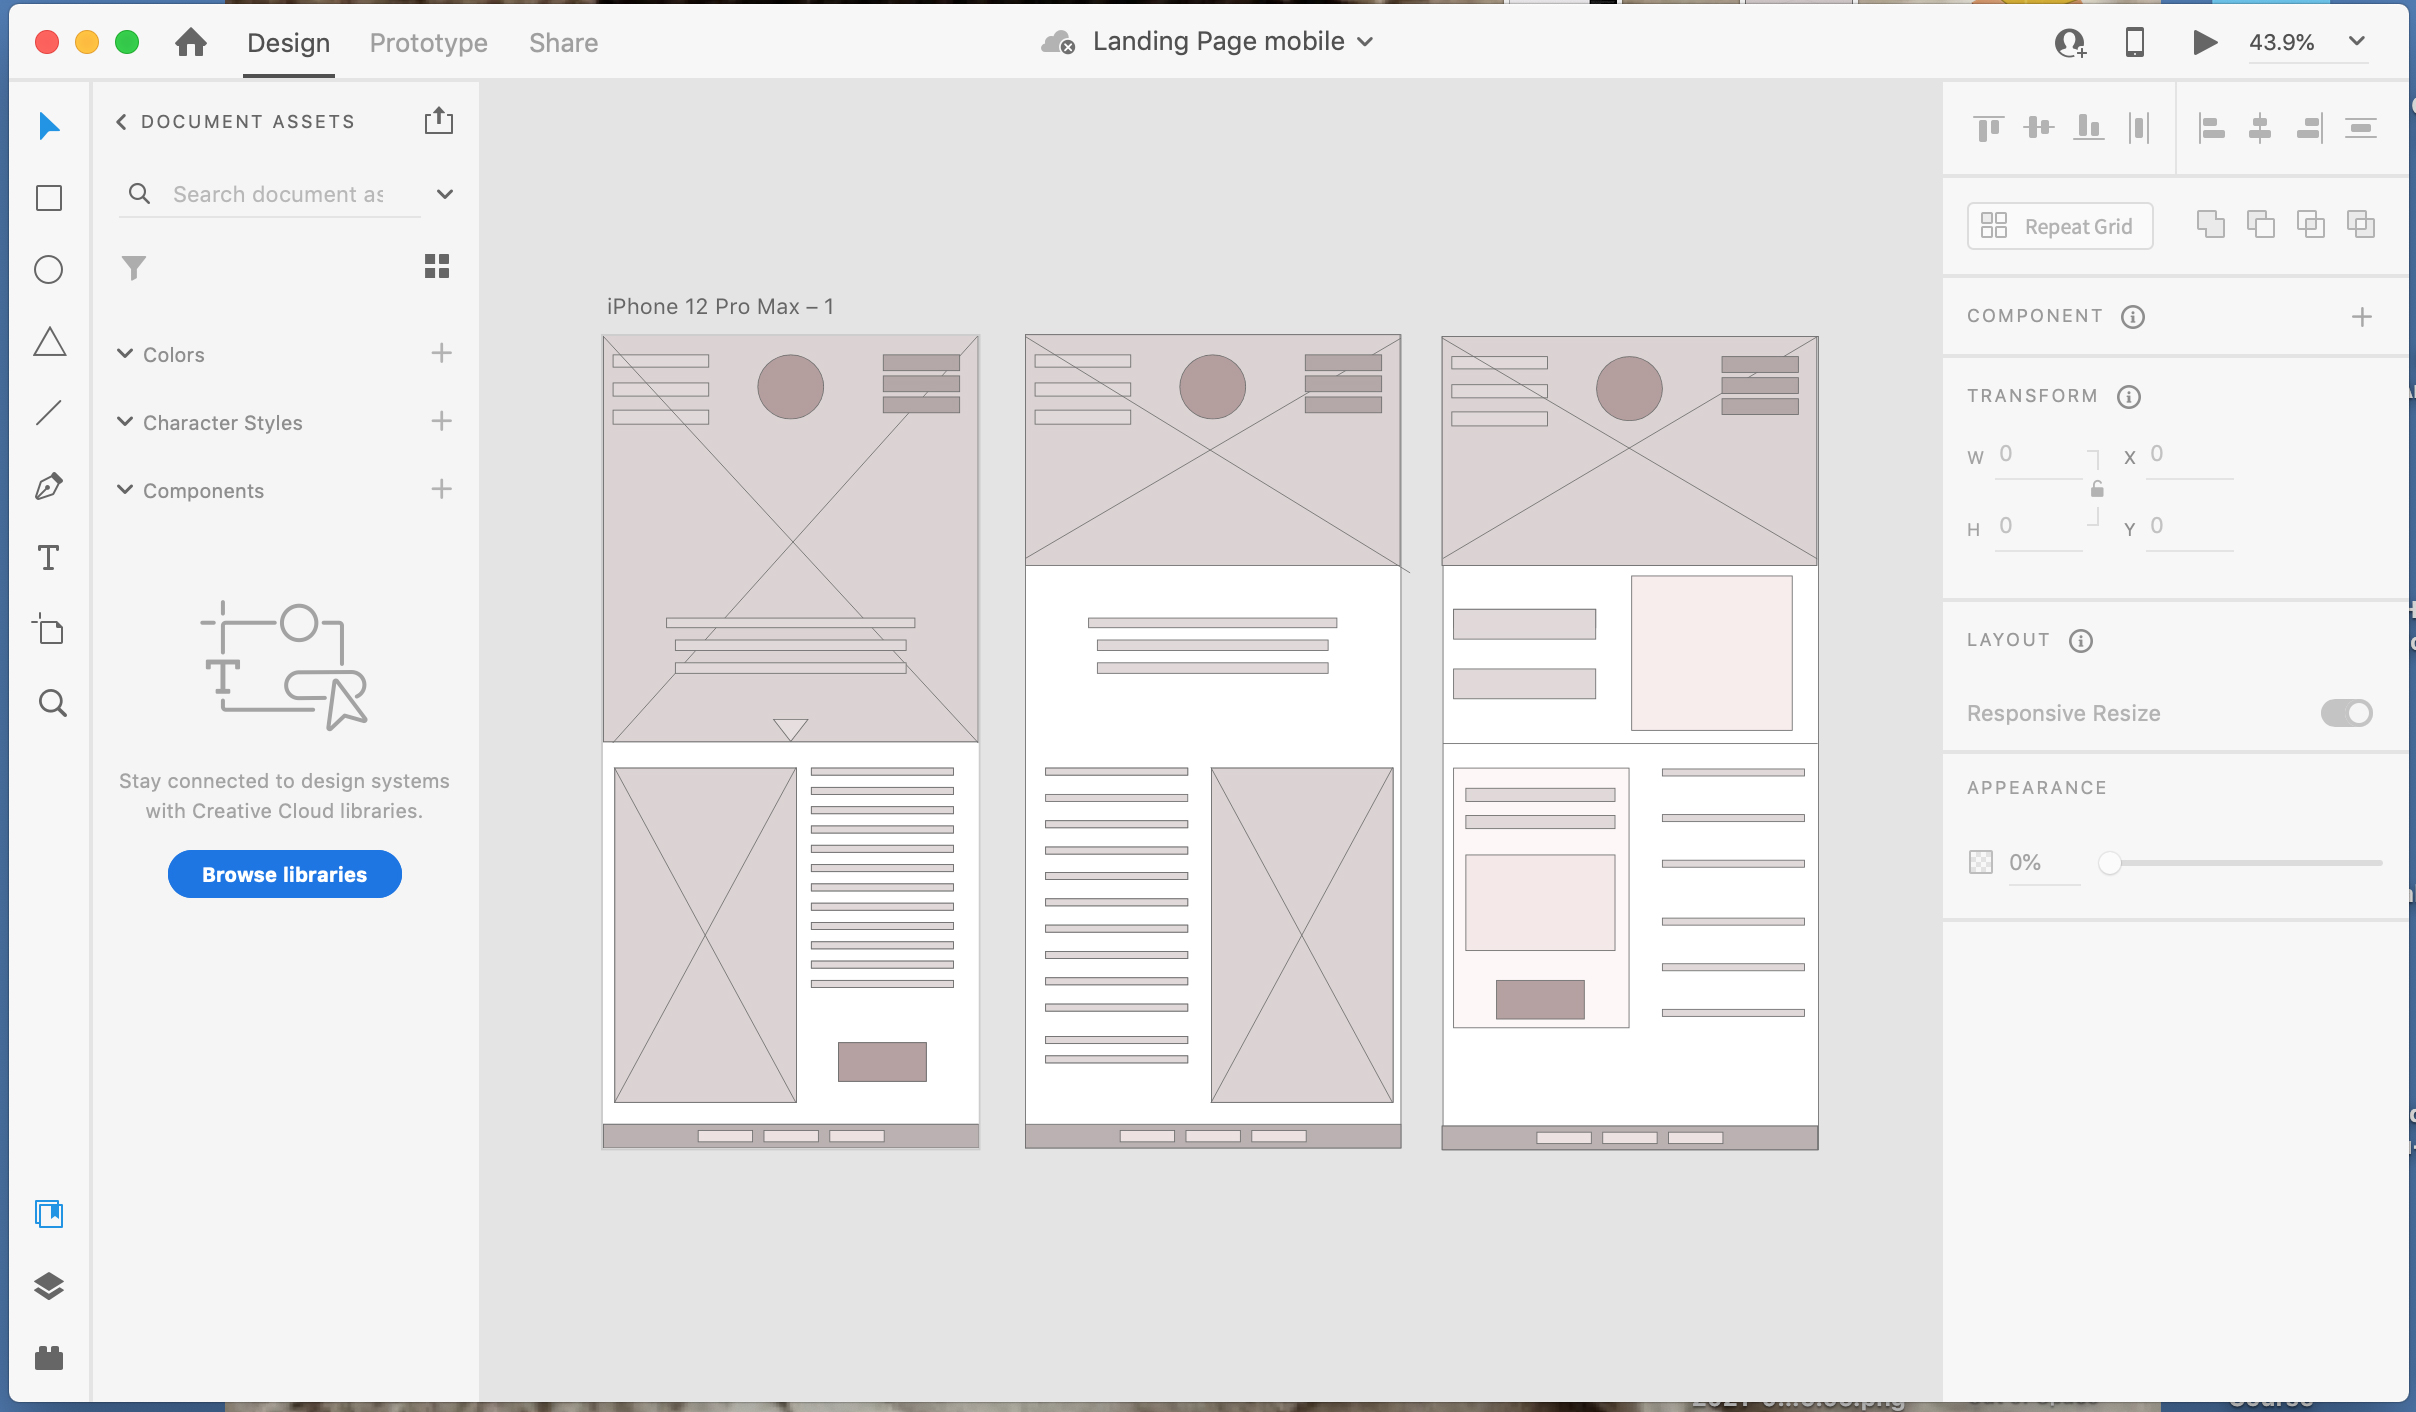 Design
Prototype
Share
Landing Page mobile
43.9%
DOCUMENT ASSETS
Search document as
Colors
Character Styles
Components
Stay connected to design systems
with Creative Cloud libraries.
Browse libraries
iPhone 12 Pro Max – 1
Repeat Grid
COMPONENT
TRANSFORM
W 0 X 0
H 0 Y 0
LAYOUT
Responsive Resize
APPEARANCE
0%
Course